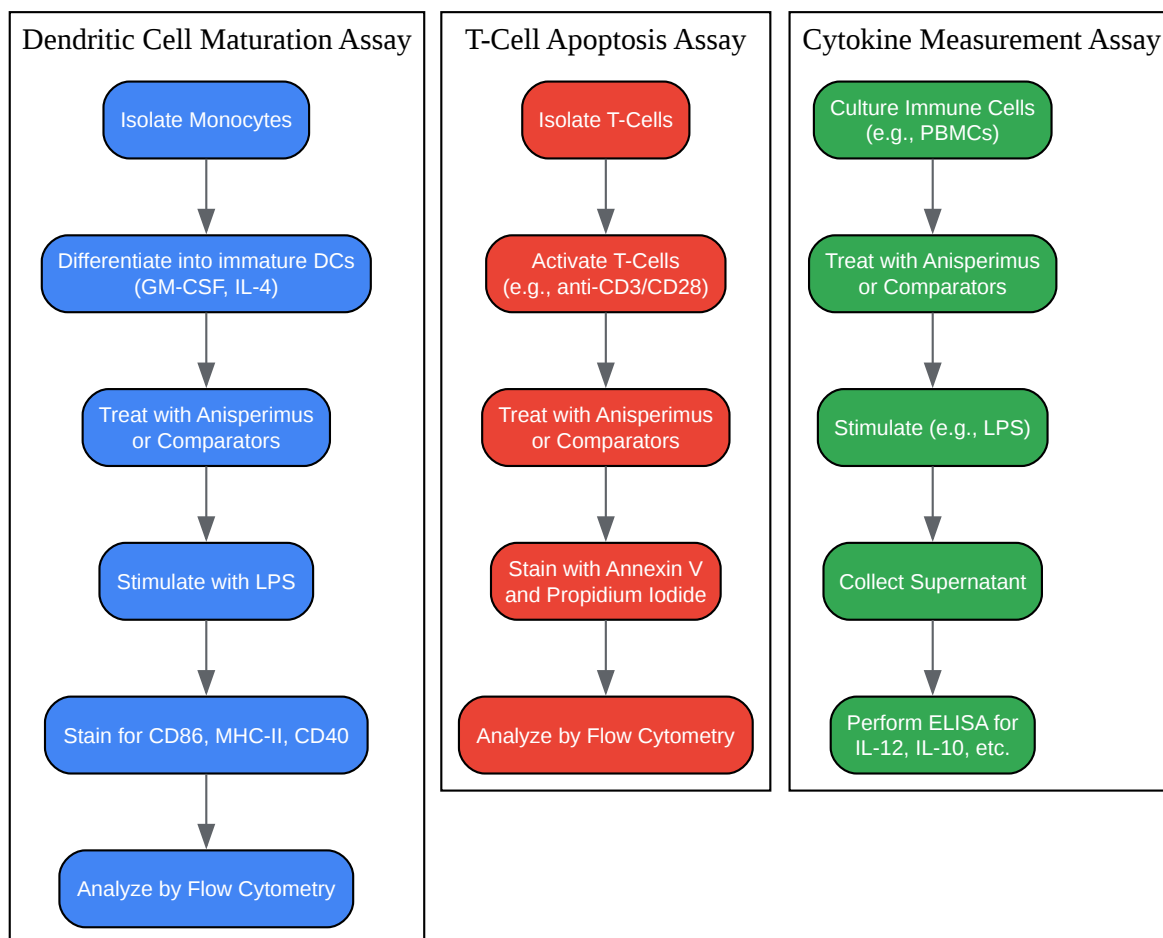 Dendritic Cell Maturation Assay
Isolate Monocytes
Differentiate into immature DCs
(GM-CSF, IL-4)
Treat with Anisperimus
or Comparators
Stimulate with LPS
Stain for CD86, MHC-II, CD40
Analyze by Flow Cytometry
T-Cell Apoptosis Assay
Isolate T-Cells
Activate T-Cells
(e.g., anti-CD3/CD28)
Treat with Anisperimus
or Comparators
Stain with Annexin V
and Propidium Iodide
Analyze by Flow Cytometry
Cytokine Measurement Assay
Culture Immune Cells
(e.g., PBMCs)
Treat with Anisperimus
or Comparators
Stimulate (e.g., LPS)
Collect Supernatant
Perform ELISA for
IL-12, IL-10, etc.